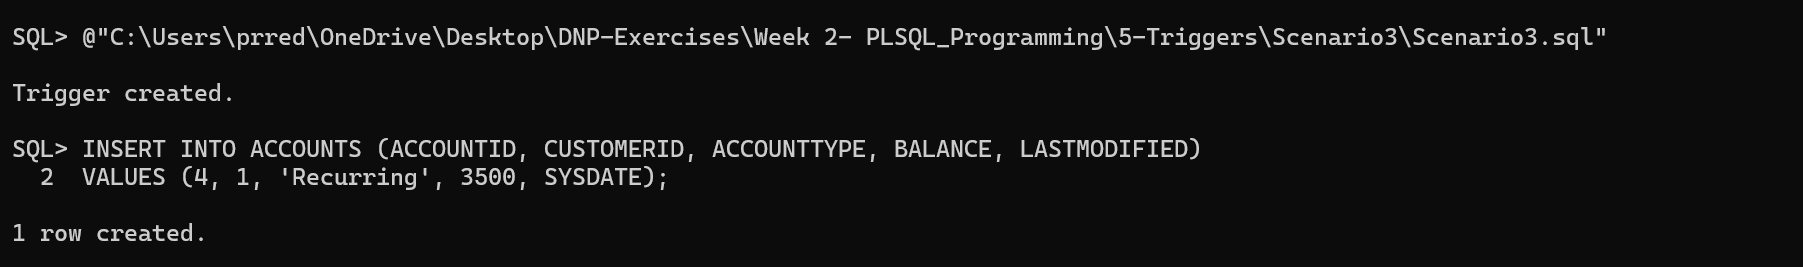 SQL> @"C:\Users\prred\OneDrive\Desktop\DNP-Exercises\Week 2- PLSQL_Programming\5-Triggers\Scenario3\Scenario3.sql"
Trigger created.
SQL> INSERT INTO ACCOUNTS (ACCOUNTID, CUSTOMERID, ACCOUNTTYPE, BALANCE, LASTMODIFIED)
  2  VALUES (4, 1, 'Recurring', 3500, SYSDATE);
1 row created.